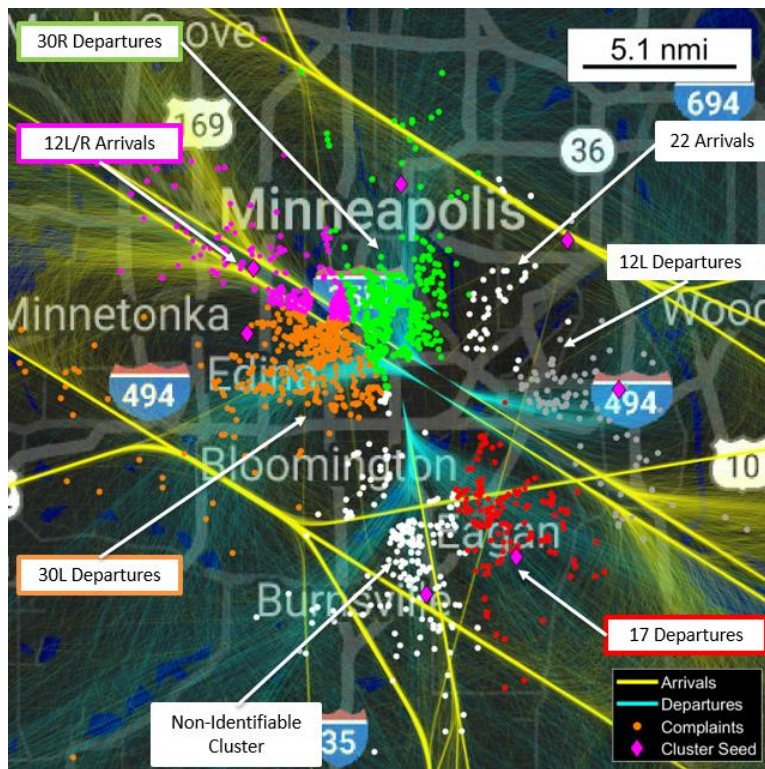 30R Departures
5.1 nmi
694
169
12L/R Arrivals
36
22 Arrivals
Minneapolis
12L Departures
Minnetonka
Wood
494
Edina
494
Bloomington
10
Eagan
30L Departures
Burnsville
17 Departures
Non-Identifiable
Cluster
35
Arrivals
Departures
Complaints
Cluster Seed